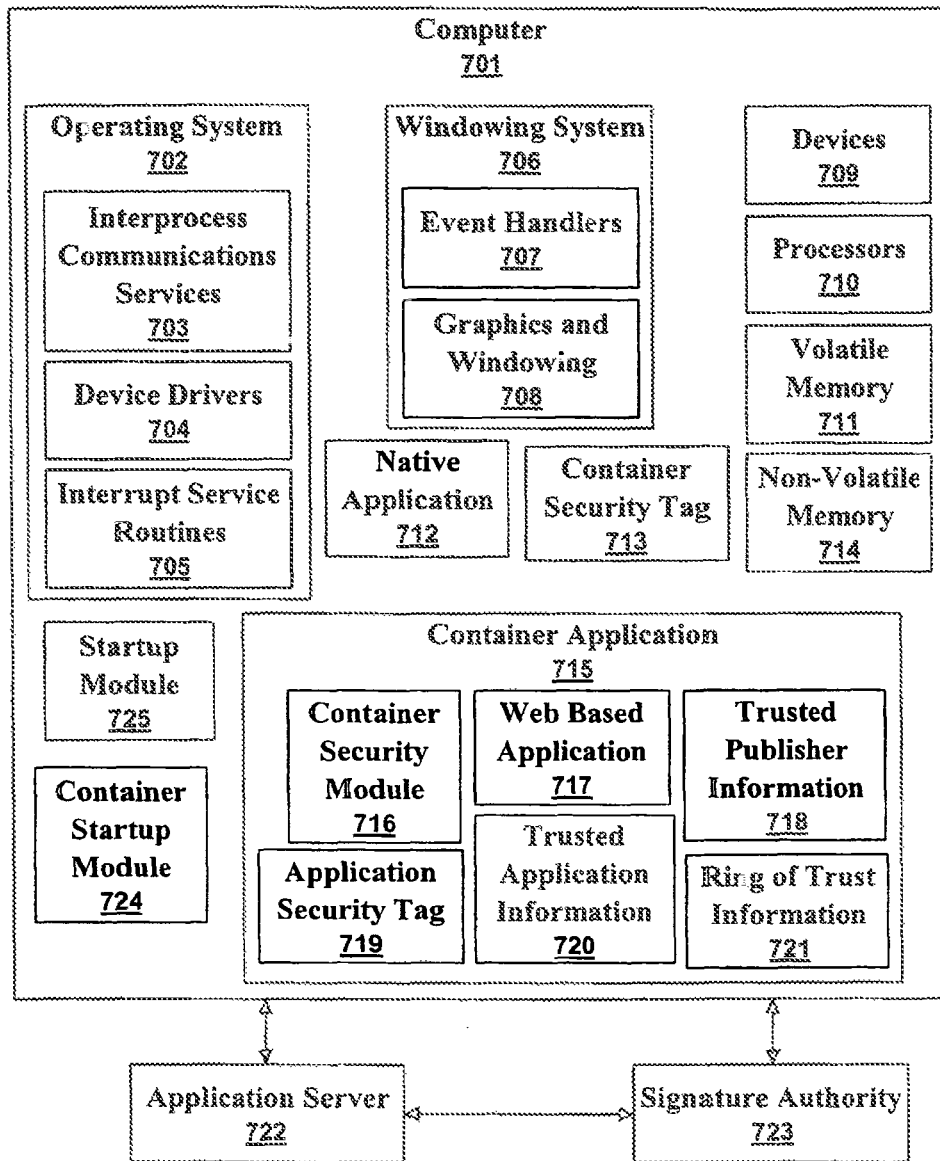 Computer
701
Operating System
702
Interprocess
Communications
Services
703
Device Drivers
704
Interrupt Service
Routines
705
Windowing System
706
Event Handlers
707
Graphics and
Windowing
708
Devices
709
Processors
710
Volatile
Memory
711
Native
Application
712
Container
Security Tag
713
Non-Volatile
Memory
714
Startup
Module
725
Container
Startup
Module
724
Container Application
715
Container
Security
Module
716
Web Based
Application
717
Trusted
Publisher
Information
718
Application
Security Tag
719
Trusted
Application
Information
720
Ring of Trust
Information
721
Application Server
722
Signature Authority
723